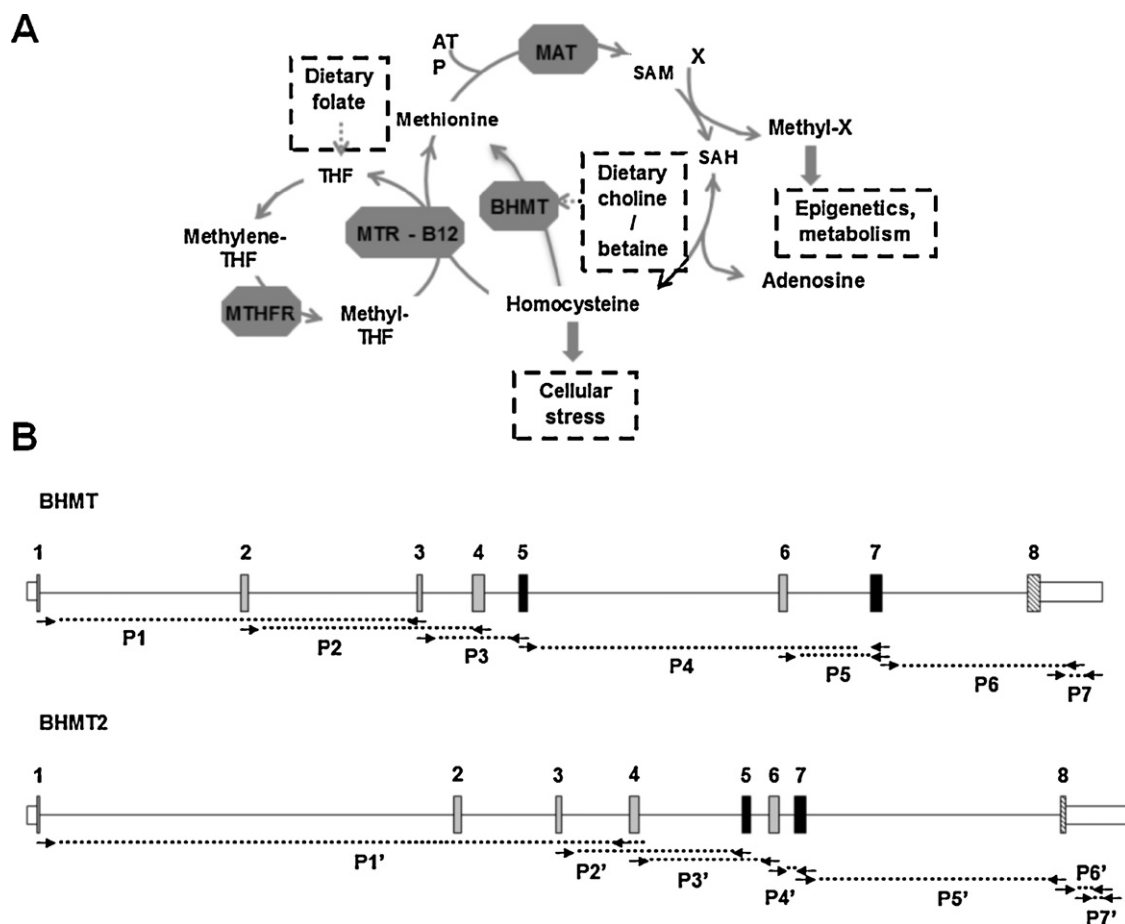 A
AT
P
MAT
SAM
X
Dietary
folate
Methionine
Methyl-X
THF
SAH
BHMT
Dietary
choline
/
betaine
Epigenetics,
metabolism
Methylene-
THF
MTR - B12
Adenosine
MTHFR
Methyl-
THF
Homocysteine
Cellular
stress
B
BHMT
1 2 3 4 5 6 7 8
P1 P2 P3 P4 P5 P6 P7
BHMT2
1 2 3 4 5 6 7 8
P1' P2' P3' P4' P5' P6' P7'